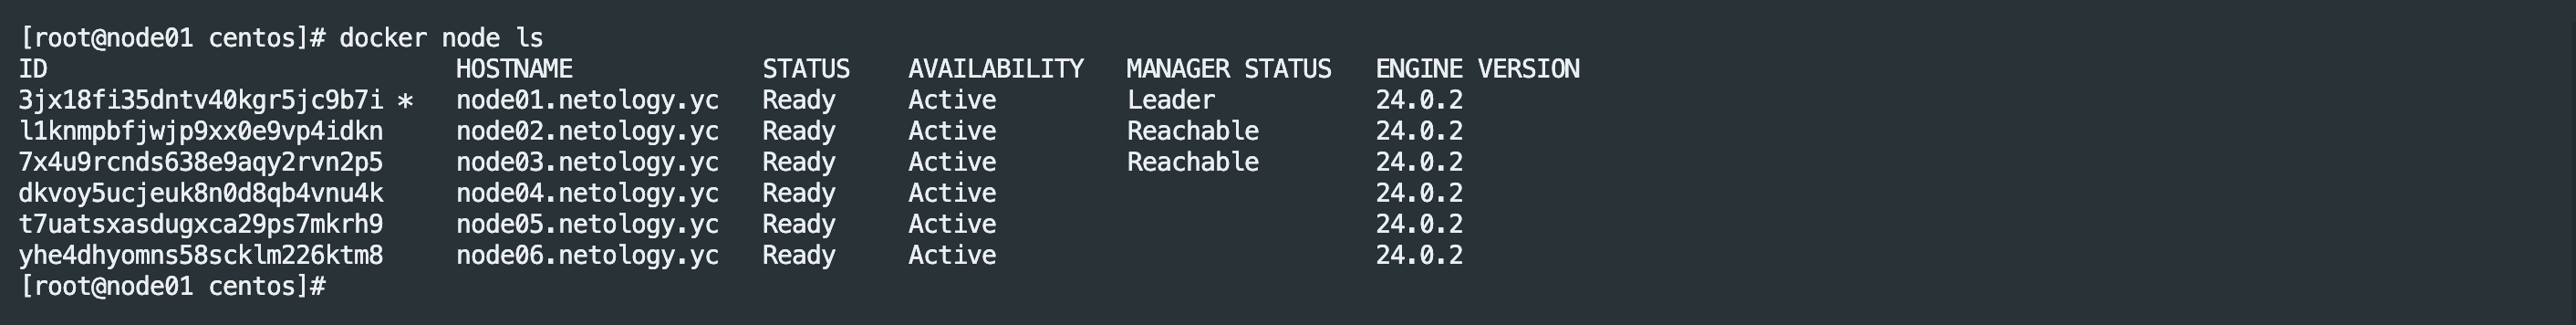 [root@node01 centos]# docker node ls
ID                            HOSTNAME             STATUS    AVAILABILITY   MANAGER STATUS   ENGINE VERSION
3jx18fi35dntv40kgr5jc9b7i *   node01.netology.yc   Ready     Active         Leader           24.0.2
l1knmpbfjwjp9xx0e9vp4idkn     node02.netology.yc   Ready     Active         Reachable        24.0.2
7x4u9rcnds638e9aqy2rvn2p5     node03.netology.yc   Ready     Active         Reachable        24.0.2
dkvoy5ucjeuk8n0d8qb4vnu4k     node04.netology.yc   Ready     Active                          24.0.2
t7uatsxasdugxca29ps7mkrh9     node05.netology.yc   Ready     Active                          24.0.2
yhe4dhyomns58scklm226ktm8     node06.netology.yc   Ready     Active                          24.0.2
[root@node01 centos]#